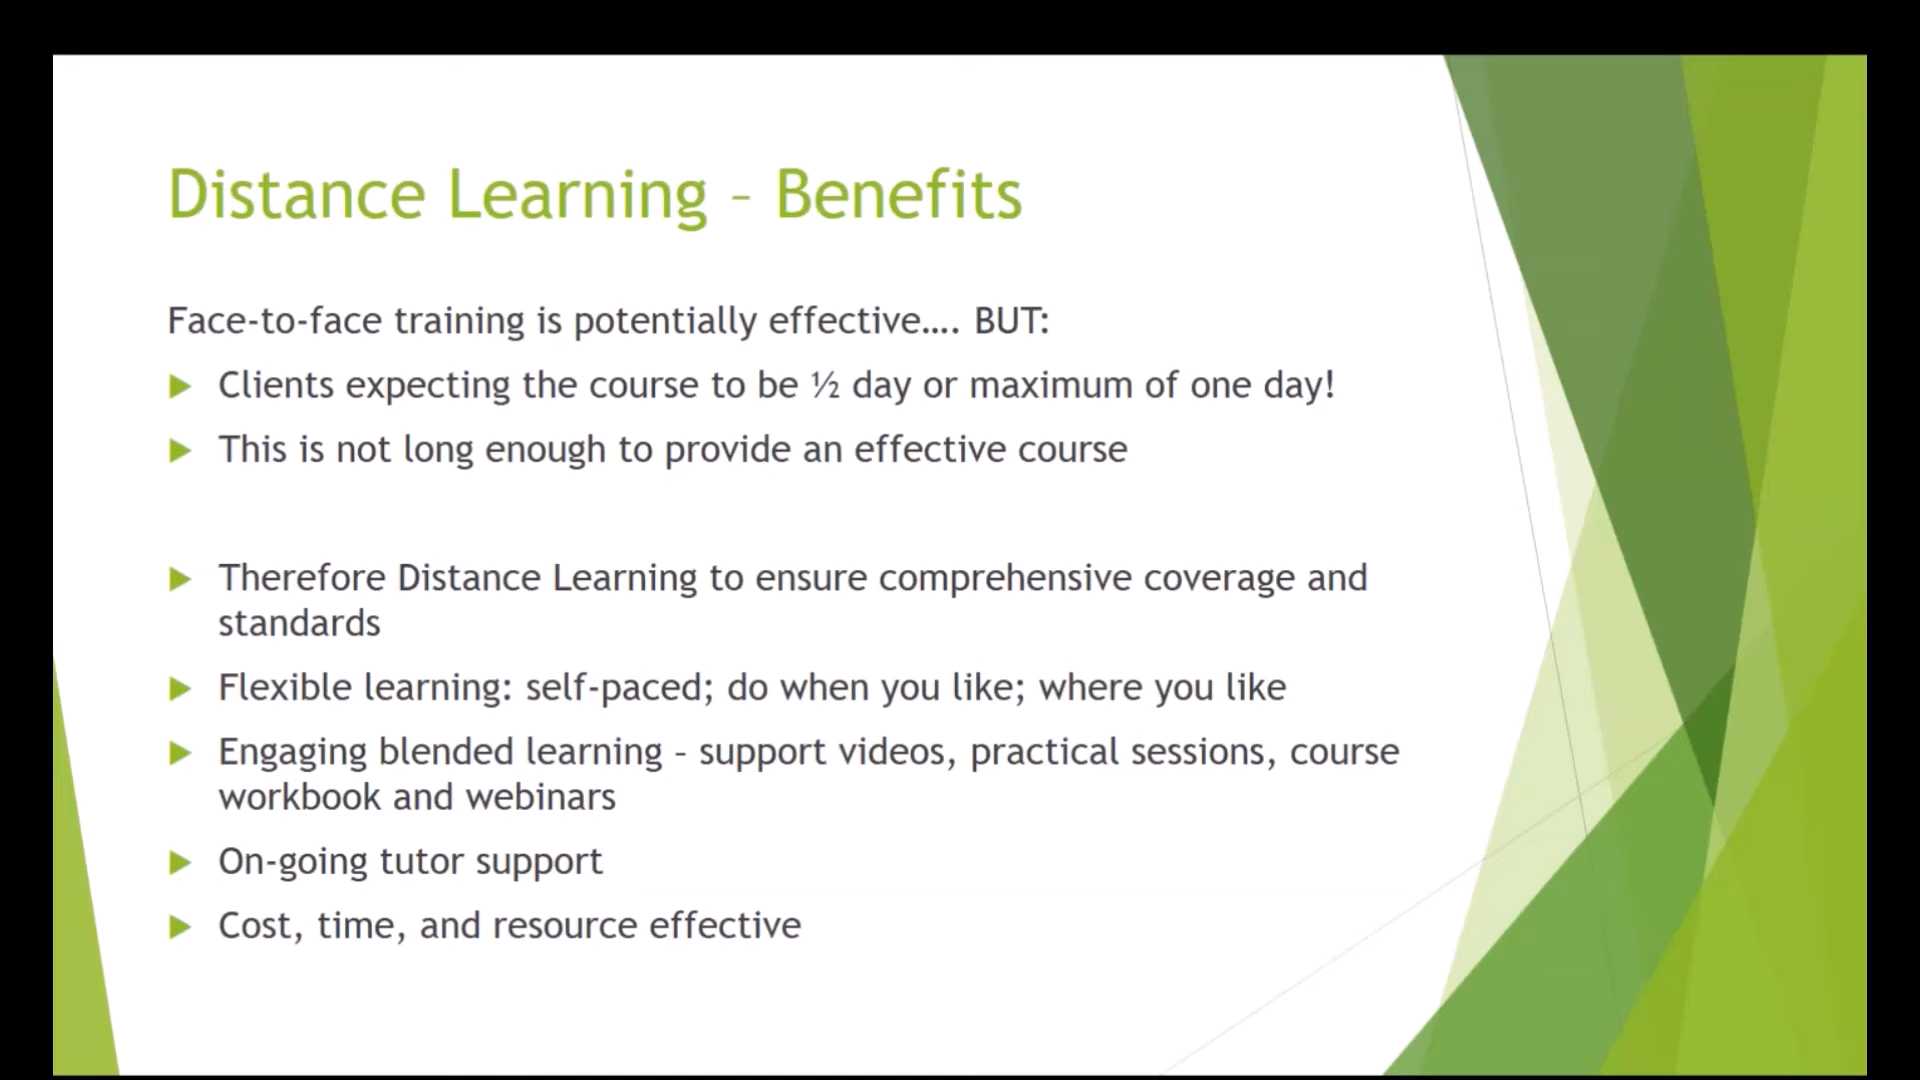 Distance Learning – Benefits
Face-to-face training is potentially effective…. BUT:
Clients expecting the course to be ½ day or maximum of one day!
This is not long enough to provide an effective course
Therefore Distance Learning to ensure comprehensive coverage and
standards
Flexible learning: self-paced; do when you like; where you like
Engaging blended learning – support videos, practical sessions, course
workbook and webinars
On-going tutor support
Cost, time, and resource effective